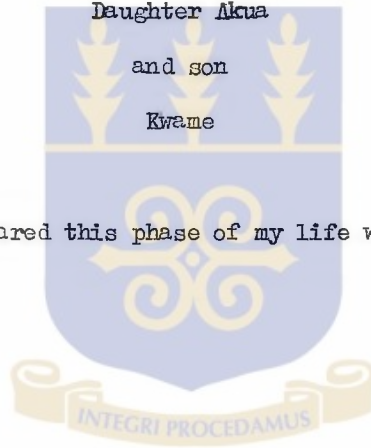 Daughter Akua
and son
Kwame
ared this phase of my life w
INTEGRI PROCEDAMUS